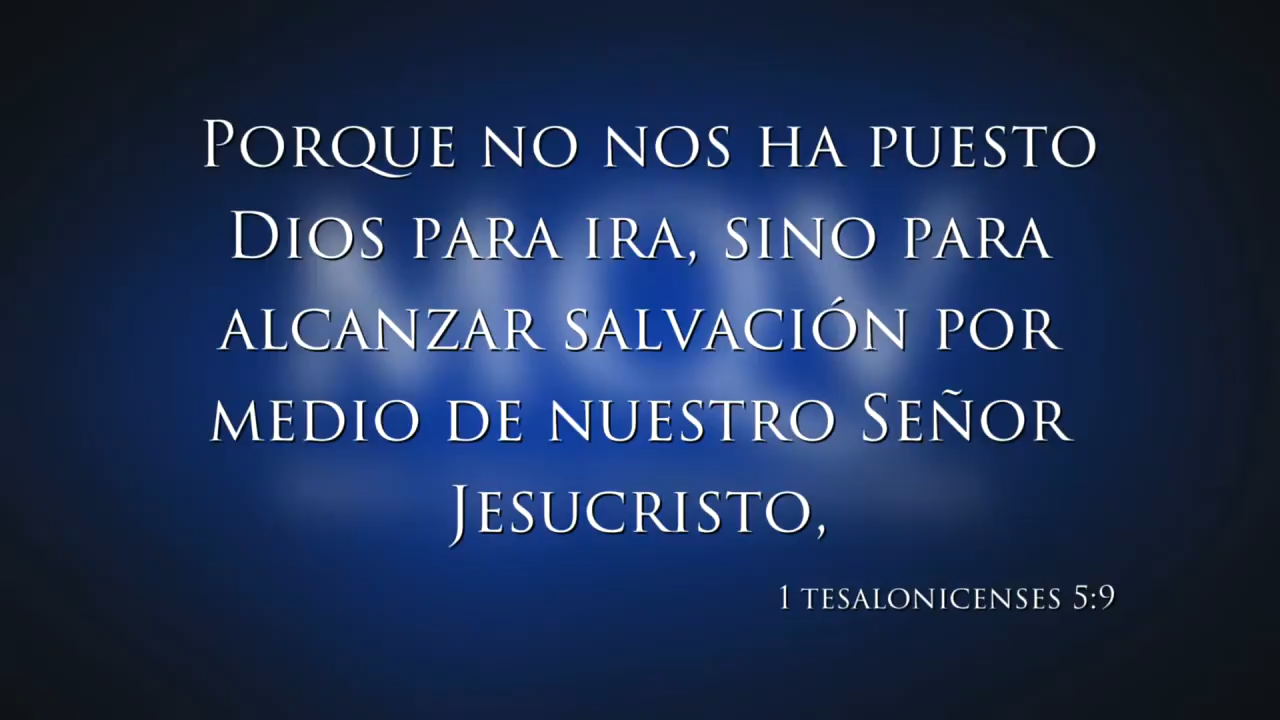 Porque no nos ha puesto
Dios para ira, sino para
alcanzar salvación por
medio de nuestro Señor
Jesucristo,
1 tesalonicenses 5:9